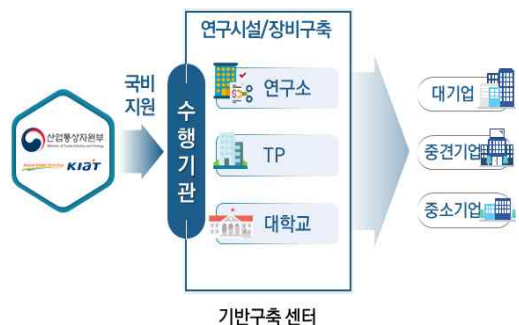 연구시설/장비구축
국비
지원
수행기관
연구소
TP
대학교
산업통상자원부
KIAT
대기업
중견기업
중소기업
기반구축 센터